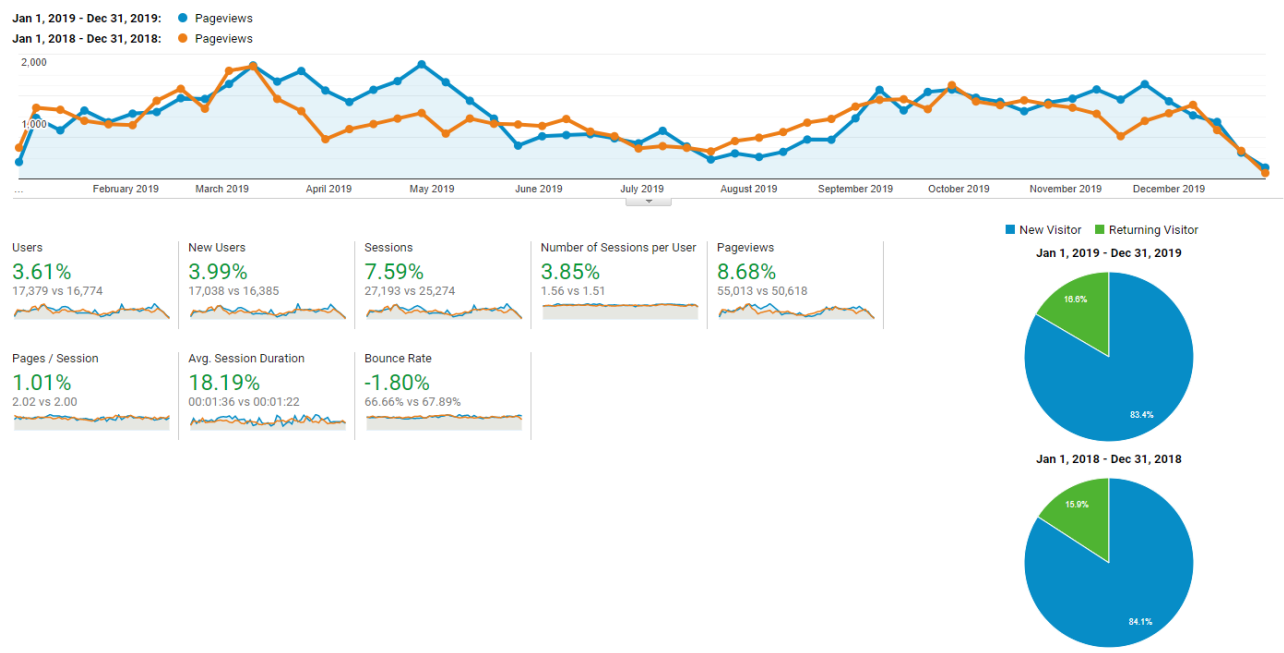 Jan 1, 2019 - Dec 31, 2019: Pageviews
Jan 1, 2018 - Dec 31, 2018: Pageviews
2,000
1,000
... February 2019 March 2019 April 2019 May 2019 June 2019 July 2019 August 2019 September 2019 October 2019 November 2019 December 2019
Users
3.61%
17,379 vs 16,774
New Users
3.99%
17,038 vs 16,385
Sessions
7.59%
27,193 vs 25,274
Number of Sessions per User
3.85%
1.56 vs 1.51
Pageviews
8.68%
55,013 vs 50,618
Pages / Session
1.01%
2.02 vs 2.00
Avg. Session Duration
18.19%
00:01:36 vs 00:01:22
Bounce Rate
-1.80%
66.66% vs 67.89%
New Visitor Returning Visitor
Jan 1, 2019 - Dec 31, 2019
16.6%
83.4%
Jan 1, 2018 - Dec 31, 2018
15.9%
84.1%